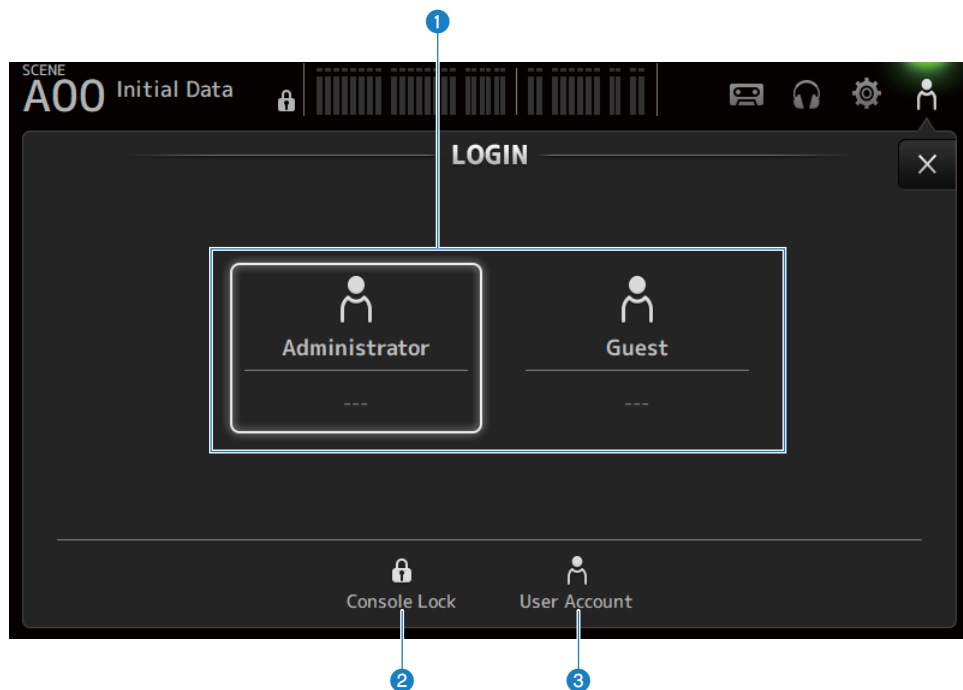 1
SCENE
A00 Initial Data
LOGIN
Administrator
---
Guest
---
Console Lock
User Account
2
3